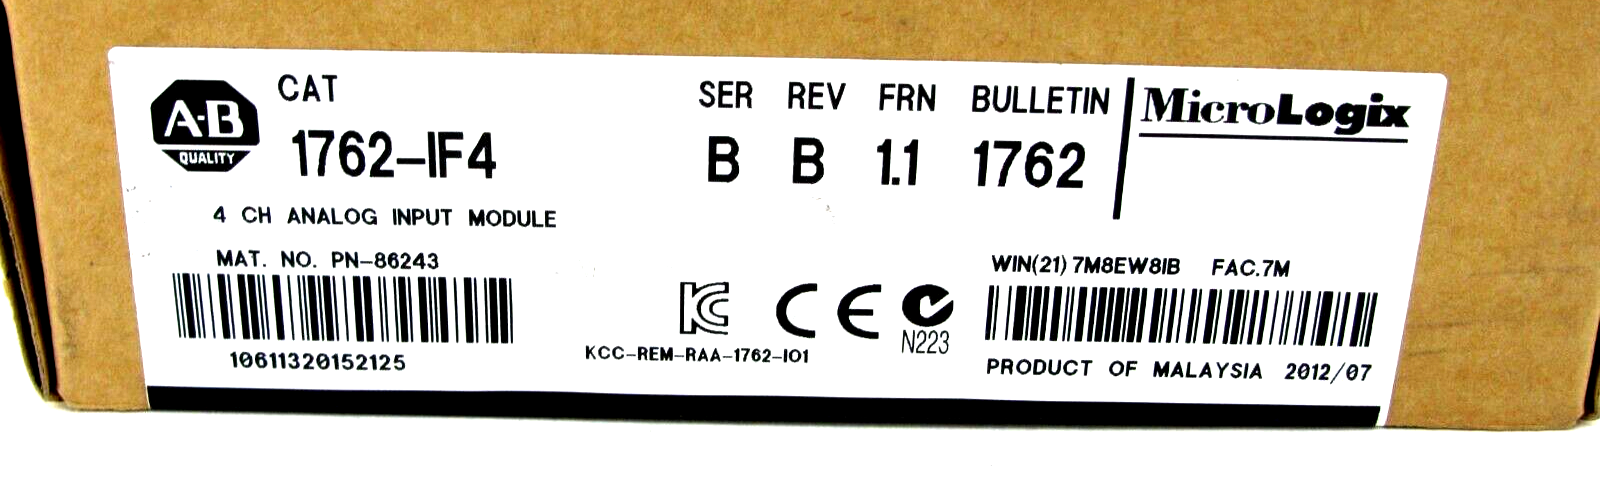 A-B
QUALITY
CAT
1762-IF4
4 CH ANALOG INPUT MODULE
MAT. NO. PN-86243
10611320152125
SER REV FRN BULLETIN
B B 1.1 1762
MicroLogix
KC
KCC-REM-RAA-1762-IO1
CE
N223
WIN(21) 7M8EW8IB FAC.7M
PRODUCT OF MALAYSIA 2012/07